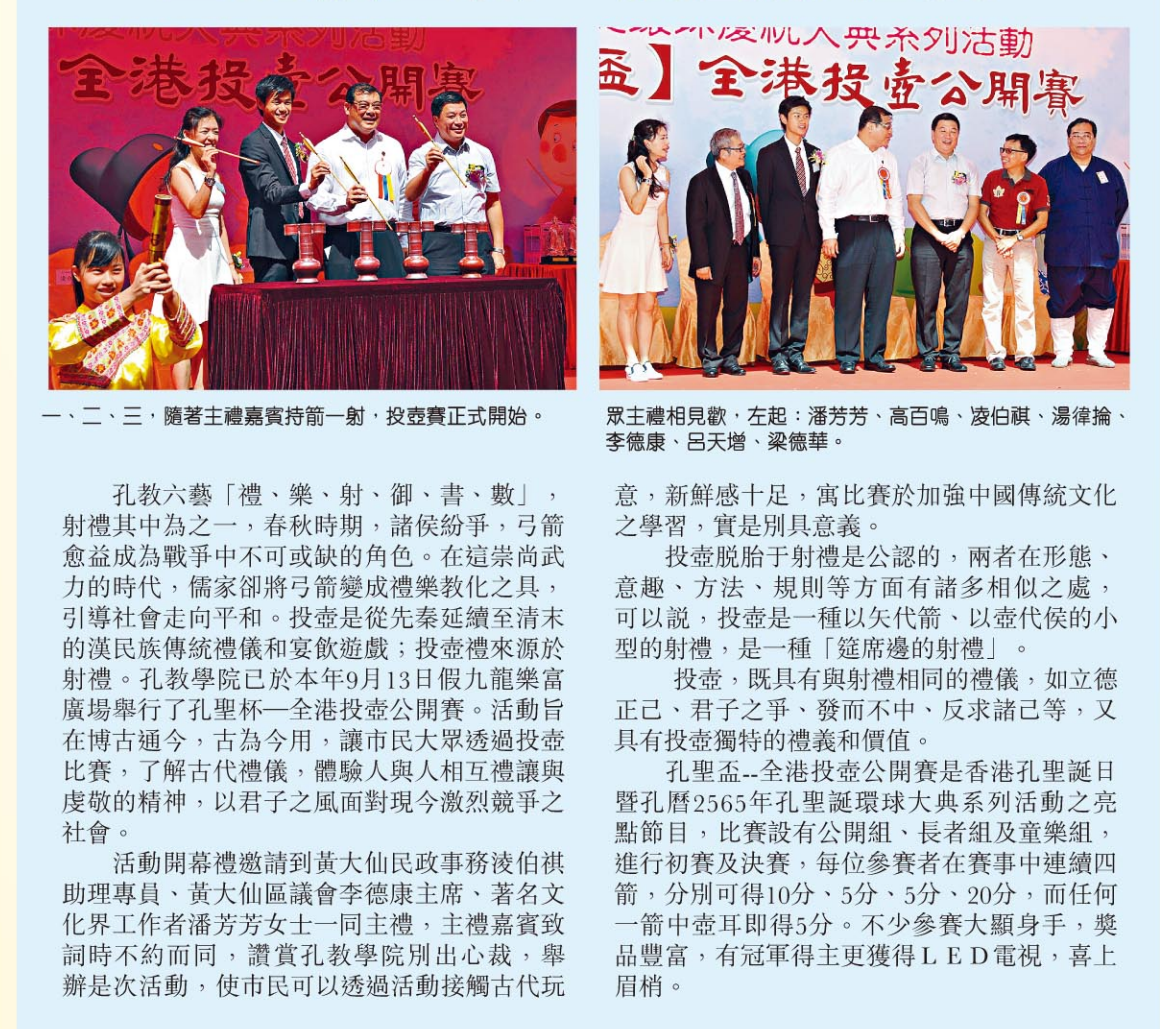 全港投壺公開賽
慶祝大典系列活動
盃】全港投壺公開賽
一、二、三，隨著主禮嘉賓持箭一射，投壺賽正式開始。
眾主禮相見歡，左起：潘芳芳、高百鳴、凌伯祺、湯偉掄、
李德康、呂天增、梁德華。
孔教六藝「禮、樂、射、御、書、數」，
射禮其中為之一，春秋時期，諸侯紛爭，弓箭
愈益成為戰爭中不可或缺的角色。在這崇尚武
力的時代，儒家卻將弓箭變成禮樂教化之具，
引導社會走向平和。投壺是從先秦延續至清末
的漢民族傳統禮儀和宴飲遊戲；投壺禮來源於
射禮。孔教學院已於本年9月13日假九龍樂富
廣場舉行了孔聖杯─全港投壺公開賽。活動旨
在博古通今，古為今用，讓市民大眾透過投壺
比賽，了解古代禮儀，體驗人與人相互禮讓與
虔敬的精神，以君子之風面對現今激烈競爭之
社會。
活動開幕禮邀請到黃大仙民政事務淩伯祺
助理專員、黃大仙區議會李德康主席、著名文
化界工作者潘芳芳女士一同主禮，主禮嘉賓致
詞時不約而同，讚賞孔教學院別出心裁，舉
辦是次活動，使市民可以透過活動接觸古代玩
意，新鮮感十足，寓比賽於加強中國傳統文化
之學習，實是別具意義。
投壺脱胎于射禮是公認的，兩者在形態、
意趣、方法、規則等方面有諸多相似之處，
可以説，投壺是一種以矢代箭、以壺代侯的小
型的射禮，是一種「筵席邊的射禮」。
投壺，既具有與射禮相同的禮儀，如立德
正己、君子之爭、發而不中、反求諸己等，又
具有投壺獨特的禮義和價值。
孔聖盃--全港投壺公開賽是香港孔聖誕日
暨孔曆2565年孔聖誕環球大典系列活動之亮
點節目，比賽設有公開組、長者組及童樂組，
進行初賽及決賽，每位參賽者在賽事中連續四
箭，分別可得10分、5分、5分、20分，而任何
一箭中壺耳即得5分。不少參賽大顯身手，獎
品豐富，有冠軍得主更獲得ＬＥＤ電視，喜上
眉梢。